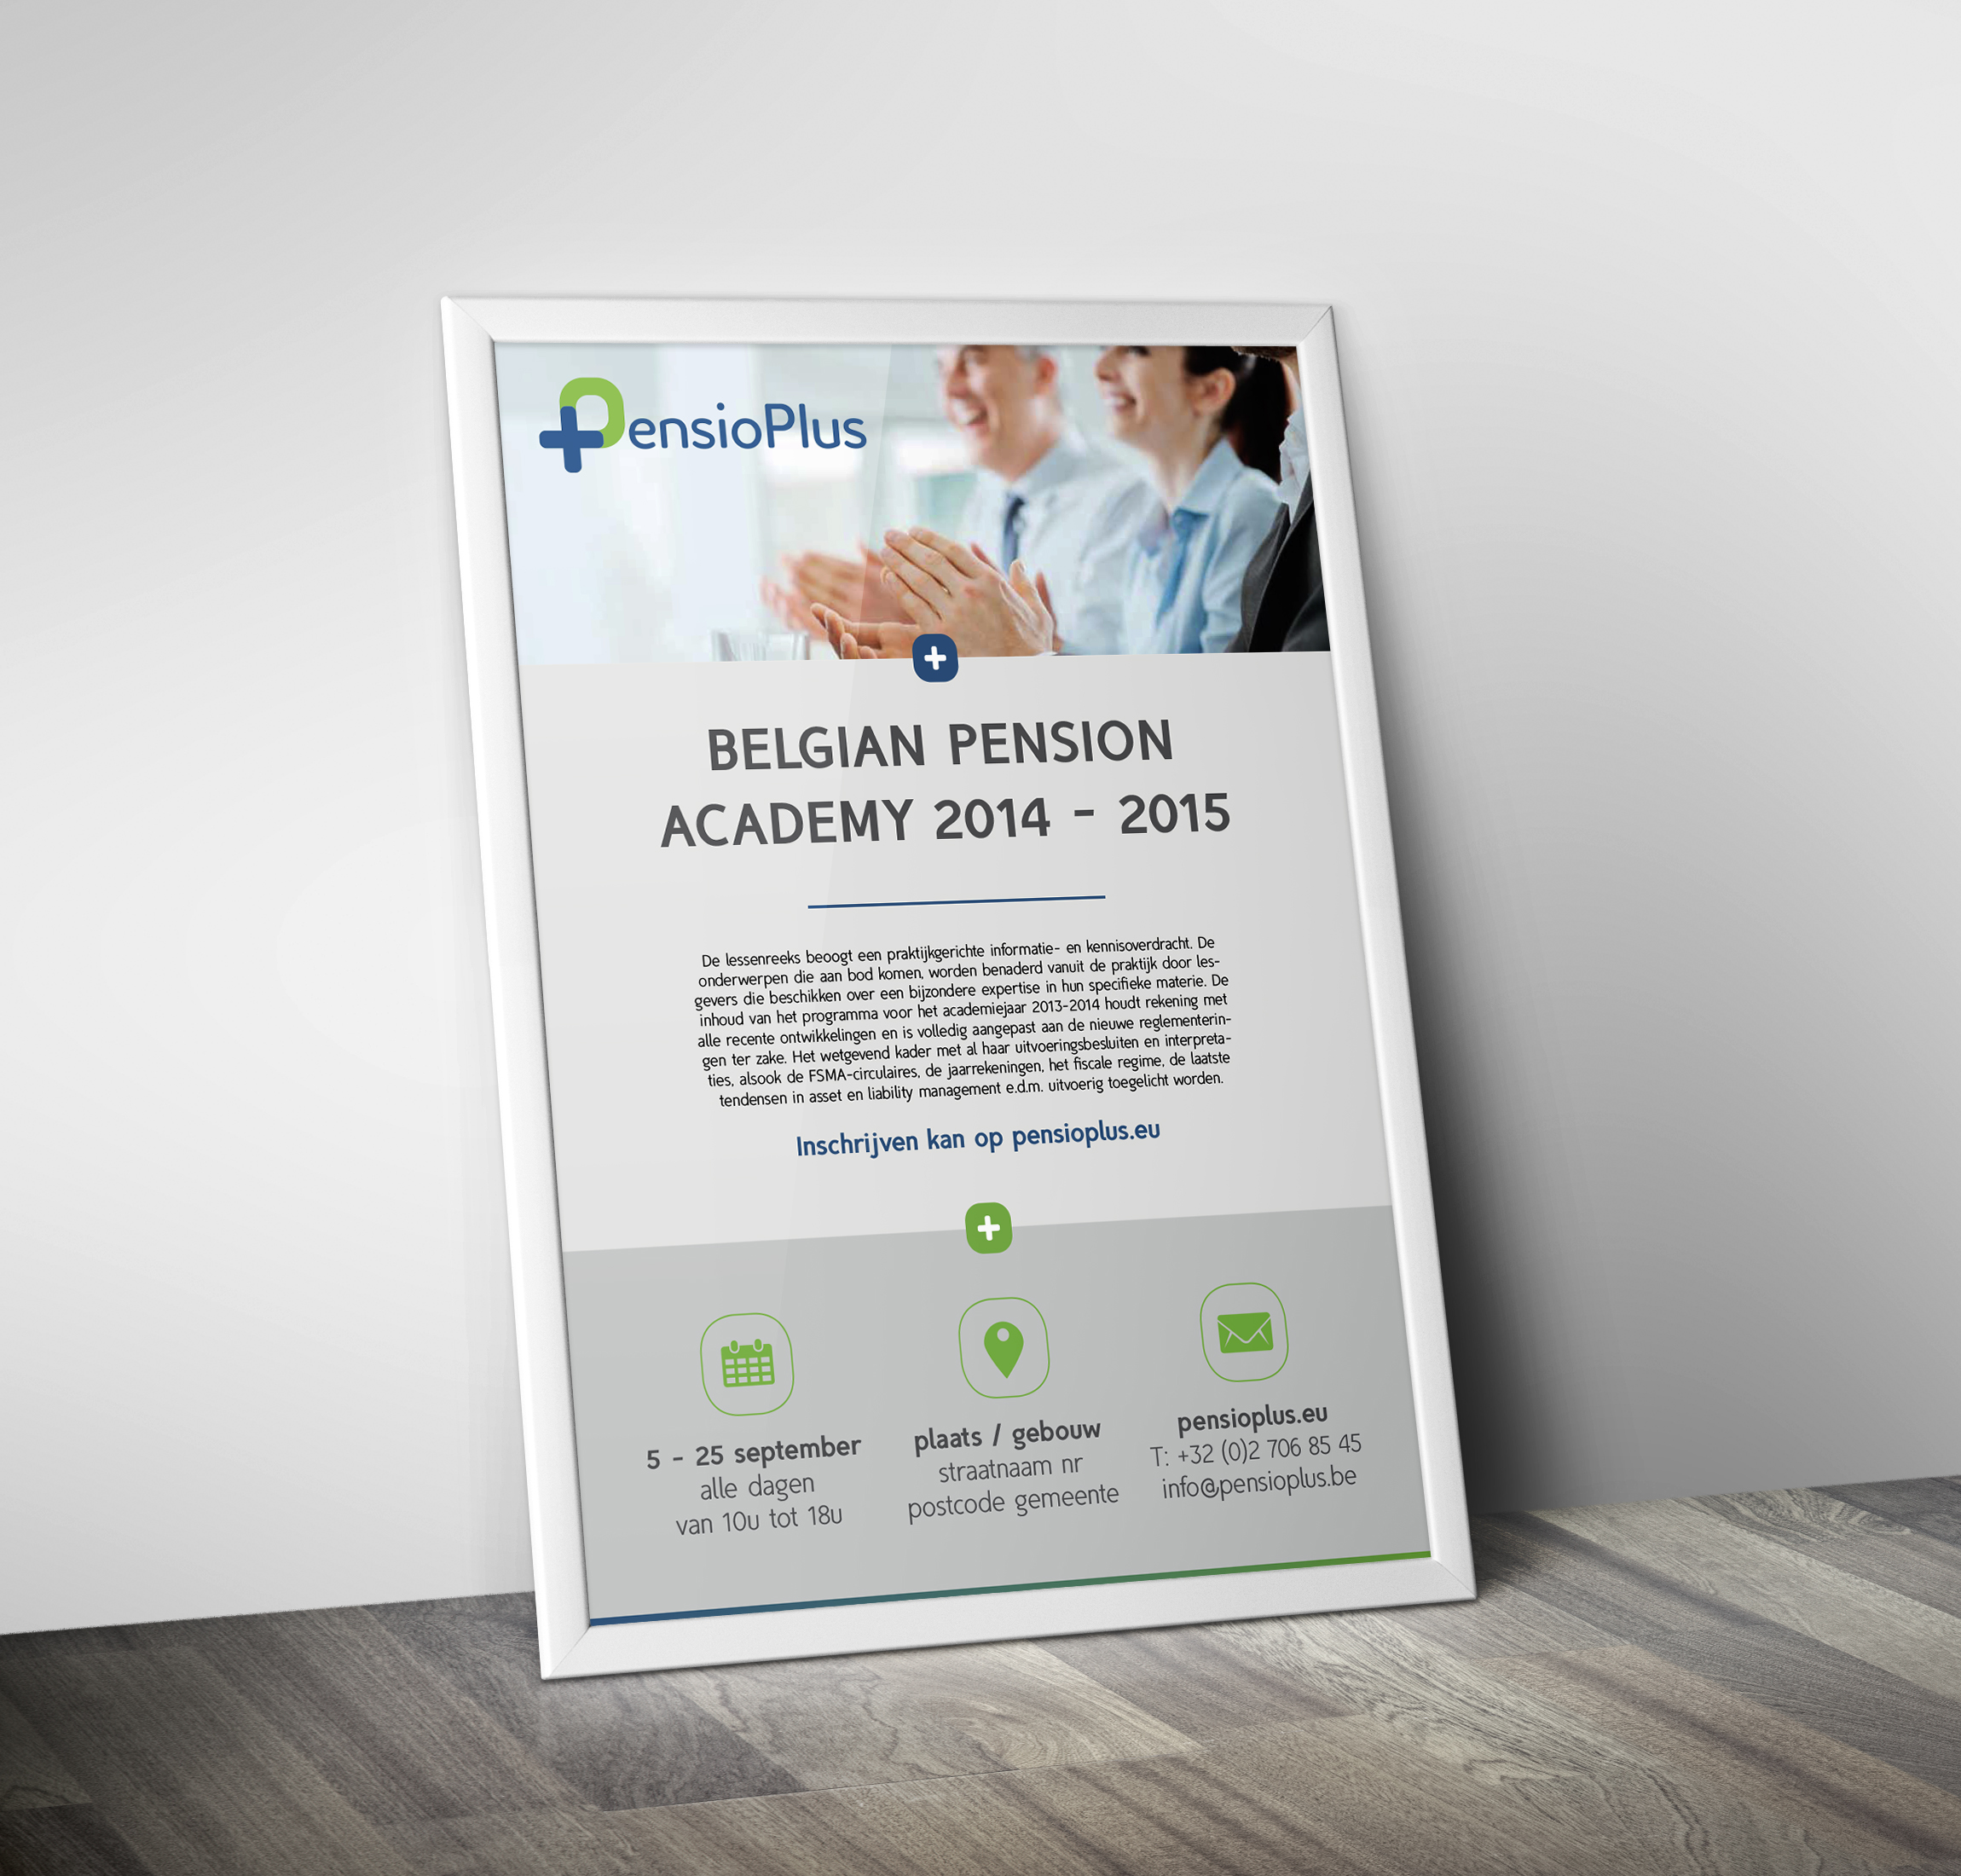 PensioPlus
BELGIAN PENSION
ACADEMY 2014 - 2015
De lessenreeks beoogt een praktijkgerichte informatie- en kennisoverdracht. De
onderwerpen die aan bod komen, worden benaderd vanuit de praktijk door les-
gevers die beschikken over een bijzondere expertise in hun specifieke materie. De
inhoud van het programma voor het academiejaar 2013-2014 houdt rekening met
alle recente ontwikkelingen en is volledig aangepast aan de nieuwe reglementerin-
gen ter zake. Het wetgevend kader met al haar uitvoeringsbesluiten en interpreta-
ties, alsook de FSMA-circulaires, de jaarrekeningen, het fiscale regime, de laatste
tendensen in asset en liability management e.d.m. uitvoerig toegelicht worden.
Inschrijven kan op pensioplus.eu
5 - 25 september
alle dagen
van 10u tot 18u
plaats / gebouw
straatnaam nr
postcode gemeente
pensioplus.eu
T: +32 (0)2 706 85 45
info@pensioplus.be